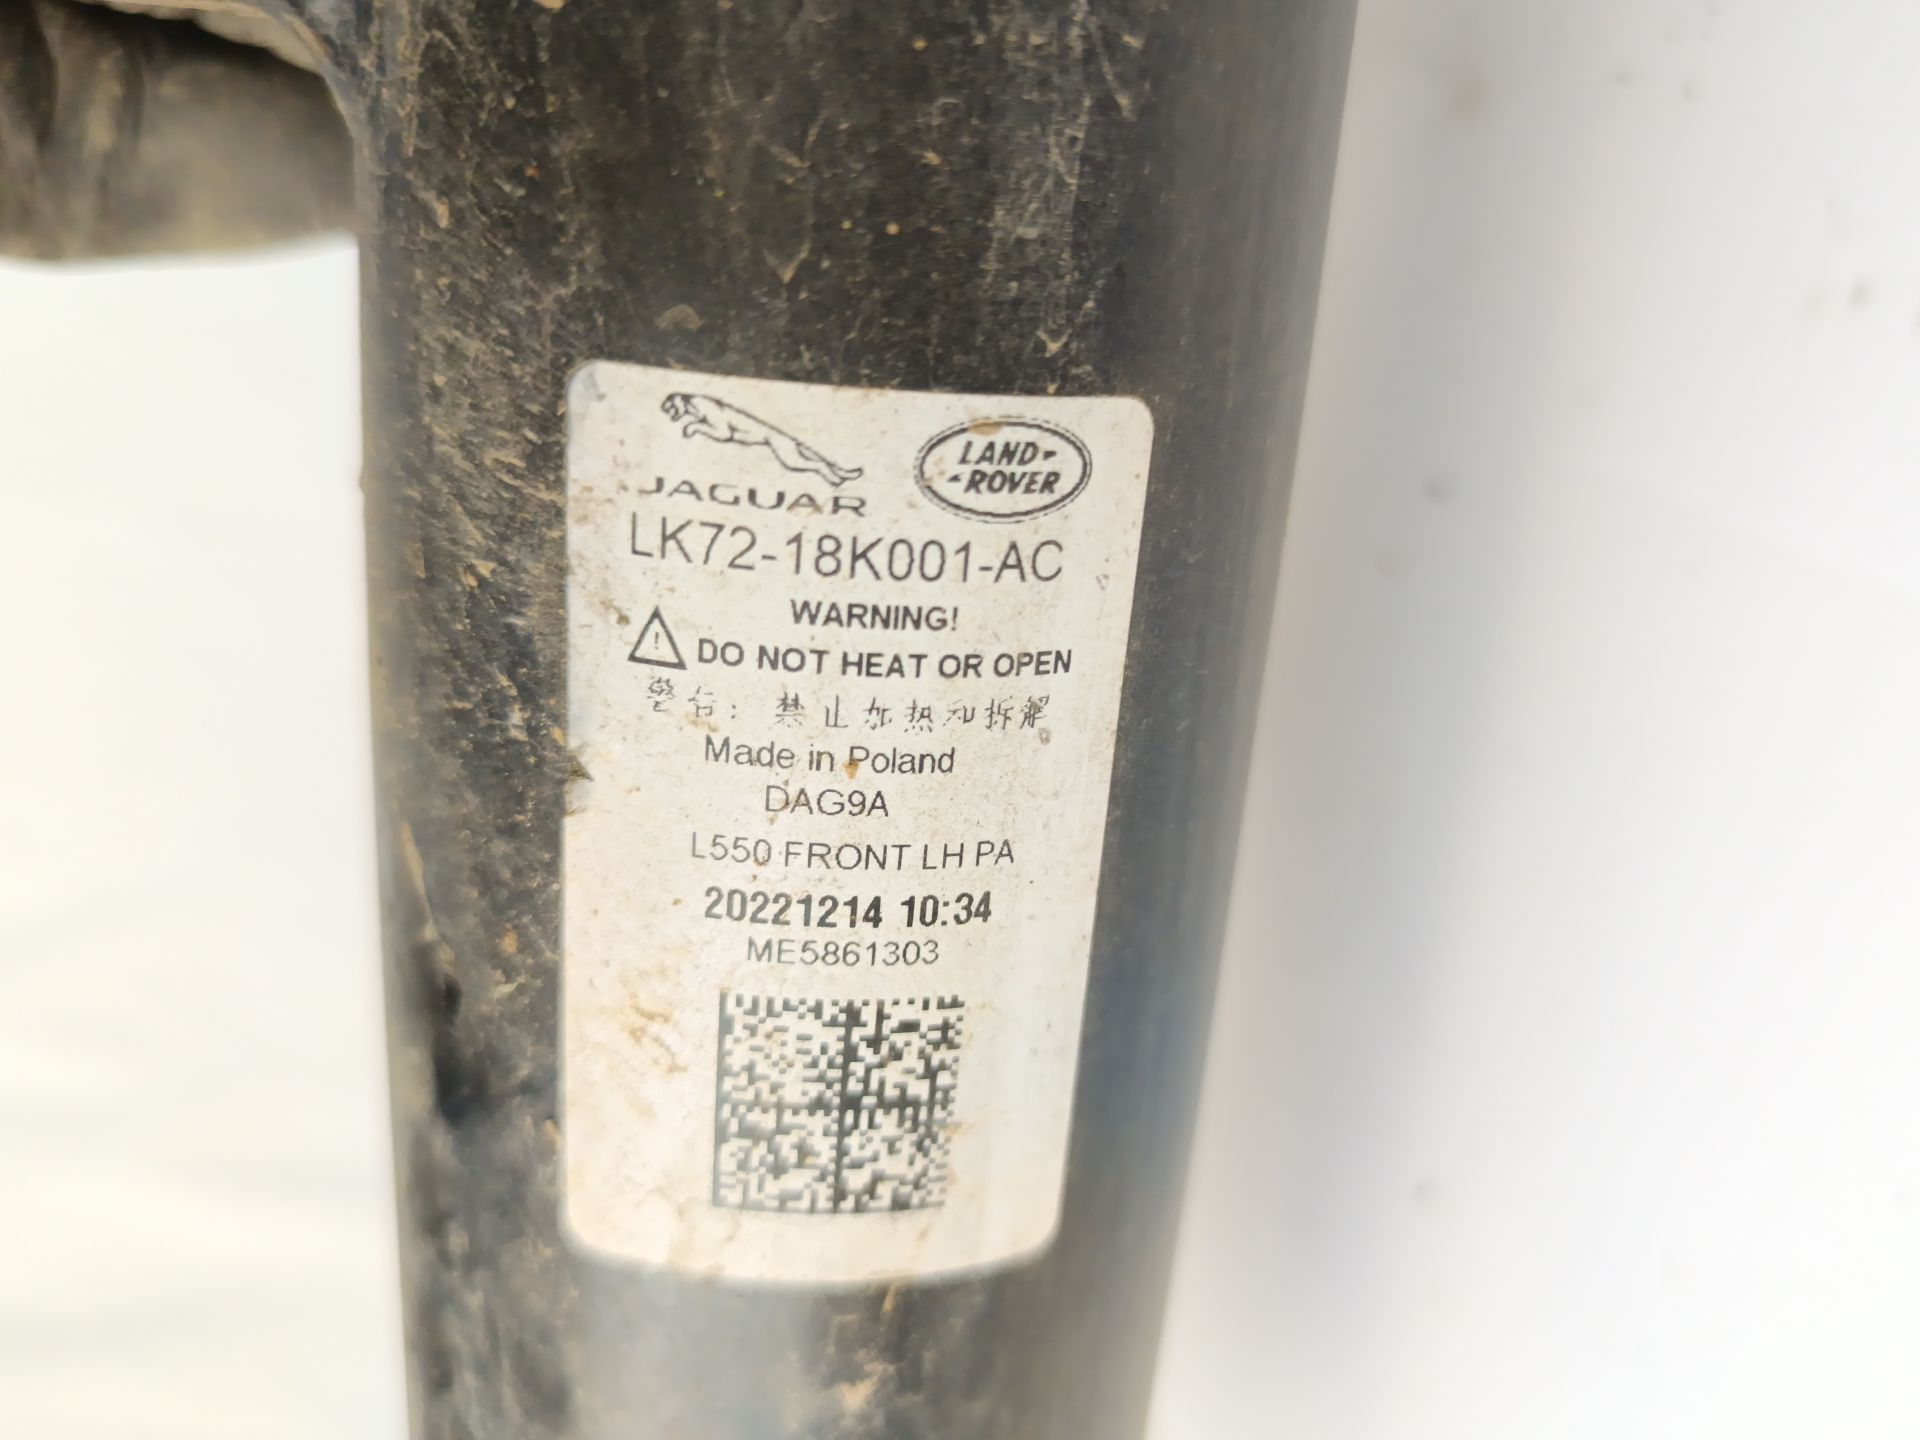 JAGUAR
LAND-
-ROVER
LK72-18K001-AC
WARNING!
DO NOT HEAT OR OPEN
警告: 禁止加热和拆解
Made in Poland
DAG9A
L550 FRONT LH PA
20221214 10:34
ME5861303